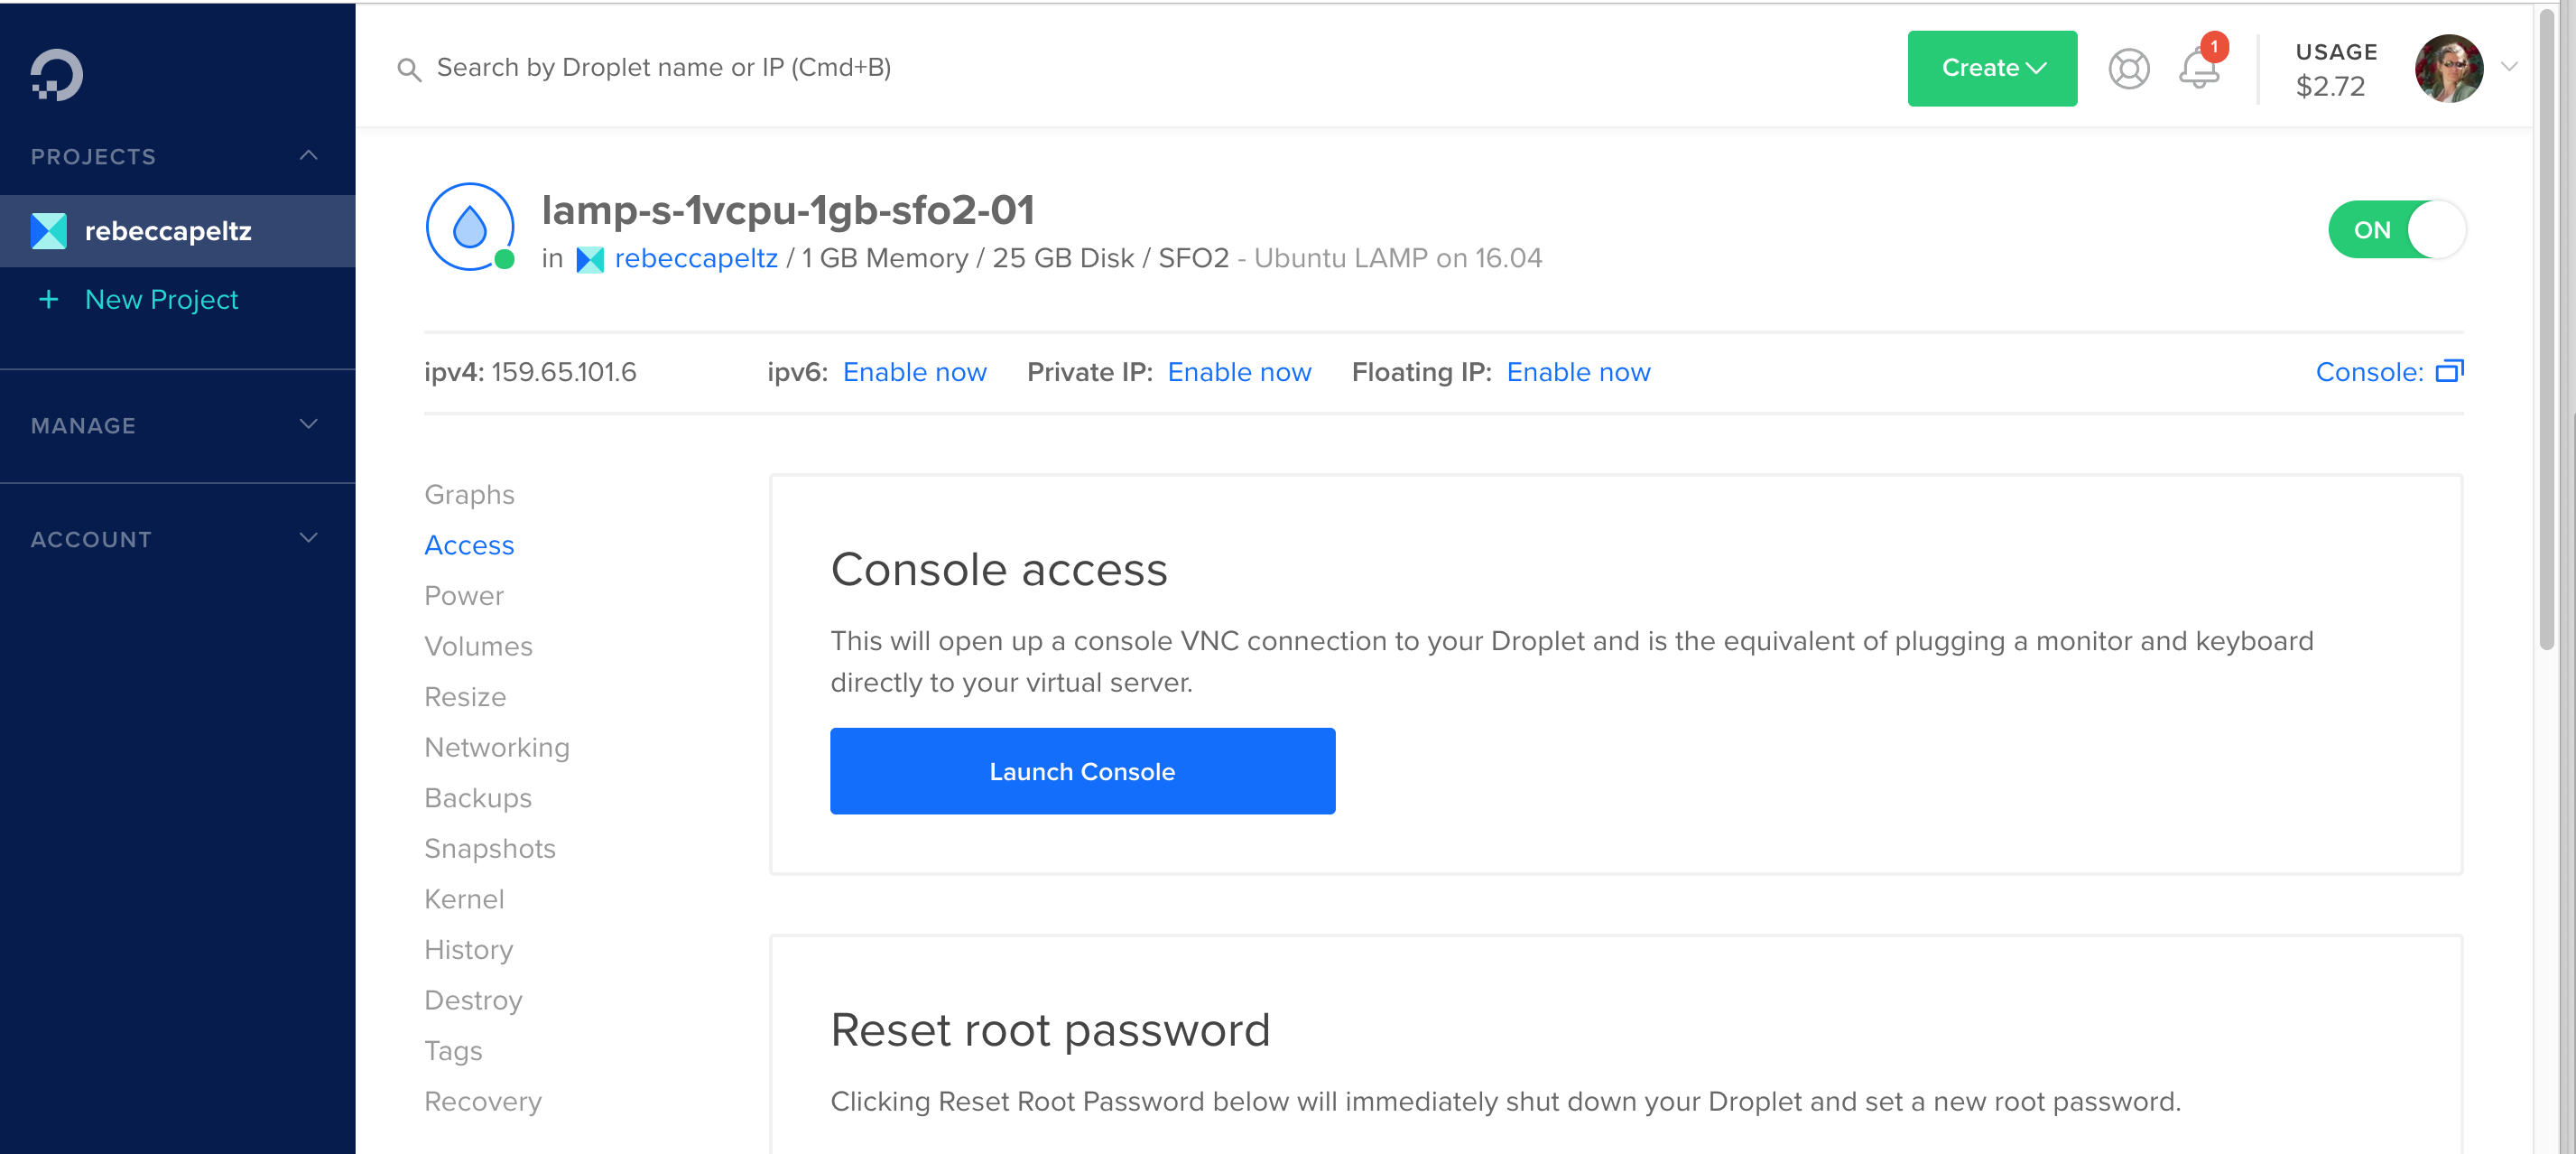 Search by Droplet name or IP (Cmd+B)
Create
1
USAGE
$2.72
PROJECTS
rebeccapeltz
+ New Project
MANAGE
ACCOUNT
lamp-s-1vcpu-1gb-sfo2-01
in rebeccapeltz / 1 GB Memory / 25 GB Disk / SFO2 - Ubuntu LAMP on 16.04
ON
ipv4: 159.65.101.6 ipv6: Enable now Private IP: Enable now Floating IP: Enable now Console:
Graphs
Access
Power
Volumes
Resize
Networking
Backups
Snapshots
Kernel
History
Destroy
Tags
Recovery
Console access
This will open up a console VNC connection to your Droplet and is the equivalent of plugging a monitor and keyboard
directly to your virtual server.
Launch Console
Reset root password
Clicking Reset Root Password below will immediately shut down your Droplet and set a new root password.